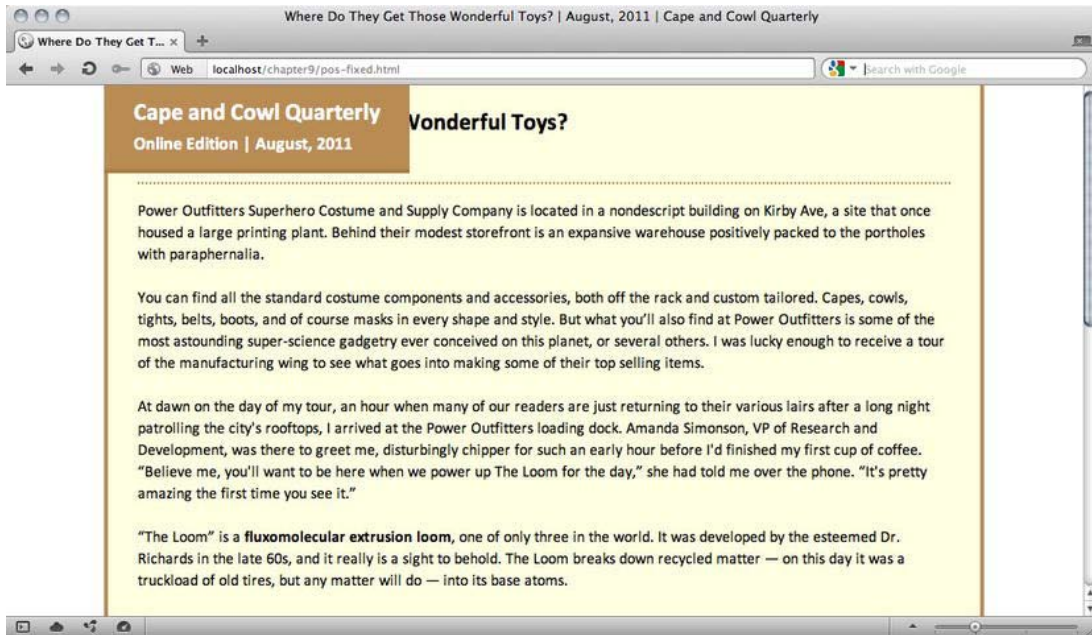 Where Do They Get Those Wonderful Toys? | August, 2011 | Cape and Cowl Quarterly
Where Do They Get T... ×
Web localhost/chapter9/pos-fixed.html Search with Google
Cape and Cowl Quarterly
Online Edition | August, 2011
Wonderful Toys?
Power Outfitters Superhero Costume and Supply Company is located in a nondescript building on Kirby Ave, a site that once
housed a large printing plant. Behind their modest storefront is an expansive warehouse positively packed to the portholes
with paraphernalia.
You can find all the standard costume components and accessories, both off the rack and custom tailored. Capes, cowls,
tights, belts, boots, and of course masks in every shape and style. But what you’ll also find at Power Outfitters is some of the
most astounding super-science gadgetry ever conceived on this planet, or several others. I was lucky enough to receive a tour
of the manufacturing wing to see what goes into making some of their top selling items.
At dawn on the day of my tour, an hour when many of our readers are just returning to their various lairs after a long night
patrolling the city's rooftops, I arrived at the Power Outfitters loading dock. Amanda Simonson, VP of Research and
Development, was there to greet me, disturbingly chipper for such an early hour before I'd finished my first cup of coffee.
“Believe me, you'll want to be here when we power up The Loom for the day,” she had told me over the phone. “It's pretty
amazing the first time you see it.”
“The Loom” is a fluxomolecular extrusion loom, one of only three in the world. It was developed by the esteemed Dr.
Richards in the late 60s, and it really is a sight to behold. The Loom breaks down recycled matter — on this day it was a
truckload of old tires, but any matter will do — into its base atoms.